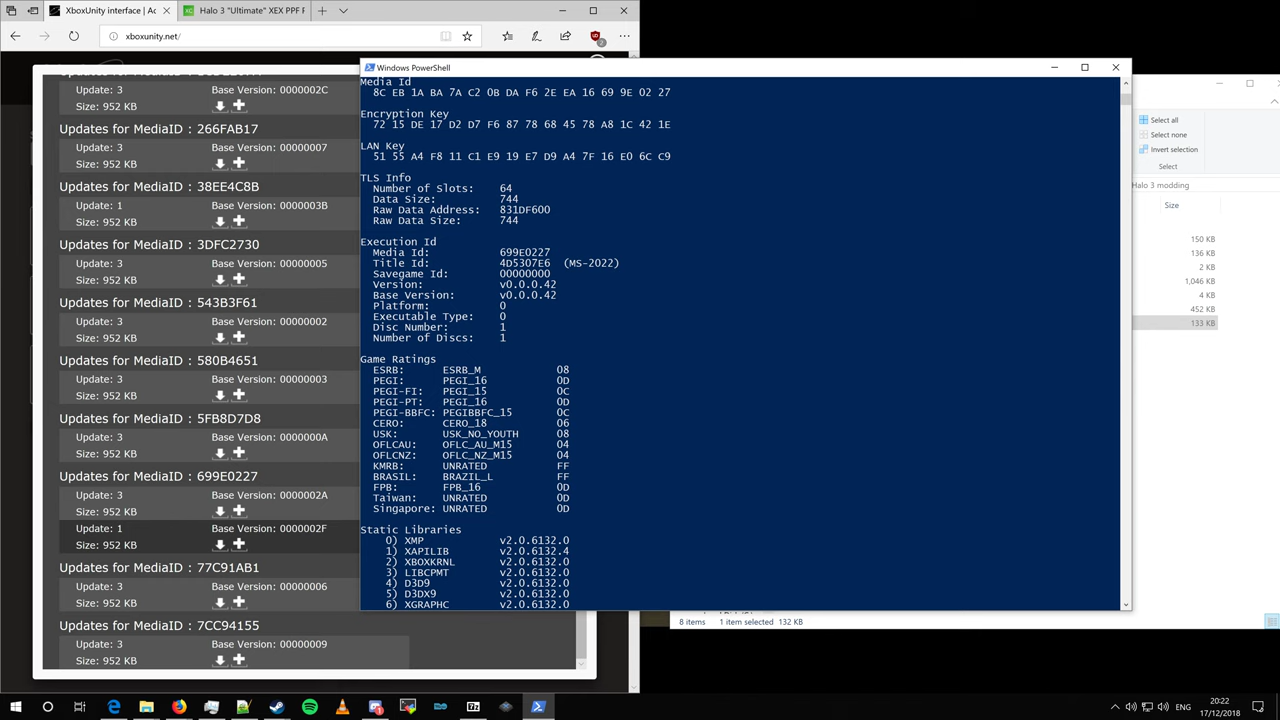 XboxUnity interface | Ac
Halo 3 "Ultimate" XEX PPF F
xboxunity.net/
Update: 3 Base Version: 0000002C
Size: 952 KB
Updates for MediaID : 266FAB17
Update: 3 Base Version: 00000007
Size: 952 KB
Updates for MediaID : 38EE4C8B
Update: 1 Base Version: 0000003B
Size: 952 KB
Updates for MediaID : 3DFC2730
Update: 3 Base Version: 00000005
Size: 952 KB
Updates for MediaID : 543B3F61
Update: 3 Base Version: 00000002
Size: 952 KB
Updates for MediaID : 580B4651
Update: 3 Base Version: 00000003
Size: 952 KB
Updates for MediaID : 5FB8D7D8
Update: 3 Base Version: 0000000A
Size: 952 KB
Updates for MediaID : 699E0227
Update: 3 Base Version: 0000002A
Size: 952 KB
Update: 1 Base Version: 0000002F
Size: 952 KB
Updates for MediaID : 77C91AB1
Update: 3 Base Version: 00000006
Size: 952 KB
Updates for MediaID : 7CC94155
Update: 3 Base Version: 00000009
Size: 952 KB
Windows PowerShell
Media Id
8C EB 1A BA 7A C2 0B DA F6 2E EA 16 69 9E 02 27
Encryption Key
72 15 DE 17 D2 D7 F6 87 78 68 45 78 A8 1C 42 1E
LAN Key
51 55 A4 F8 11 C1 E9 19 E7 D9 A4 7F 16 E0 6C C9
TLS Info
Number of Slots: 64
Data Size: 744
Raw Data Address: 831DF600
Raw Data Size: 744
Execution Id
Media Id: 699E0227
Title Id: 4D5307E6 (MS-2022)
Savegame Id: 00000000
Version: v0.0.0.42
Base Version: v0.0.0.42
Platform: 0
Executable Type: 0
Disc Number: 1
Number of Discs: 1
Game Ratings
ESRB: ESRB_M 08
PEGI: PEGI_16 0D
PEGI-FI: PEGI_15 0C
PEGI-PT: PEGI_16 0D
PEGI-BBFC: PEGIBBFC_15 0C
CERO: CERO_18 06
USK: USK_NO_YOUTH 08
OFLCAU: OFLC_AU_M15 04
OFLCNZ: OFLC_NZ_M15 04
KMRB: UNRATED FF
BRASIL: BRAZIL_L FF
FPB: FPB_16 0D
Taiwan: UNRATED 0D
Singapore: UNRATED 0D
Static Libraries
0) XMP v2.0.6132.0
1) XAPILIB v2.0.6132.4
2) XBOXKRNL v2.0.6132.0
3) LIBCPMT v2.0.6132.0
4) D3D9 v2.0.6132.0
5) D3DX9 v2.0.6132.0
6) XGRAPHC v2.0.6132.0
Select all
Select none
Invert selection
Select
Halo 3 modding
Size
150 KB
136 KB
2 KB
1,046 KB
4 KB
452 KB
133 KB
8 items 1 item selected 132 KB
ENG
20:22
17/12/2018